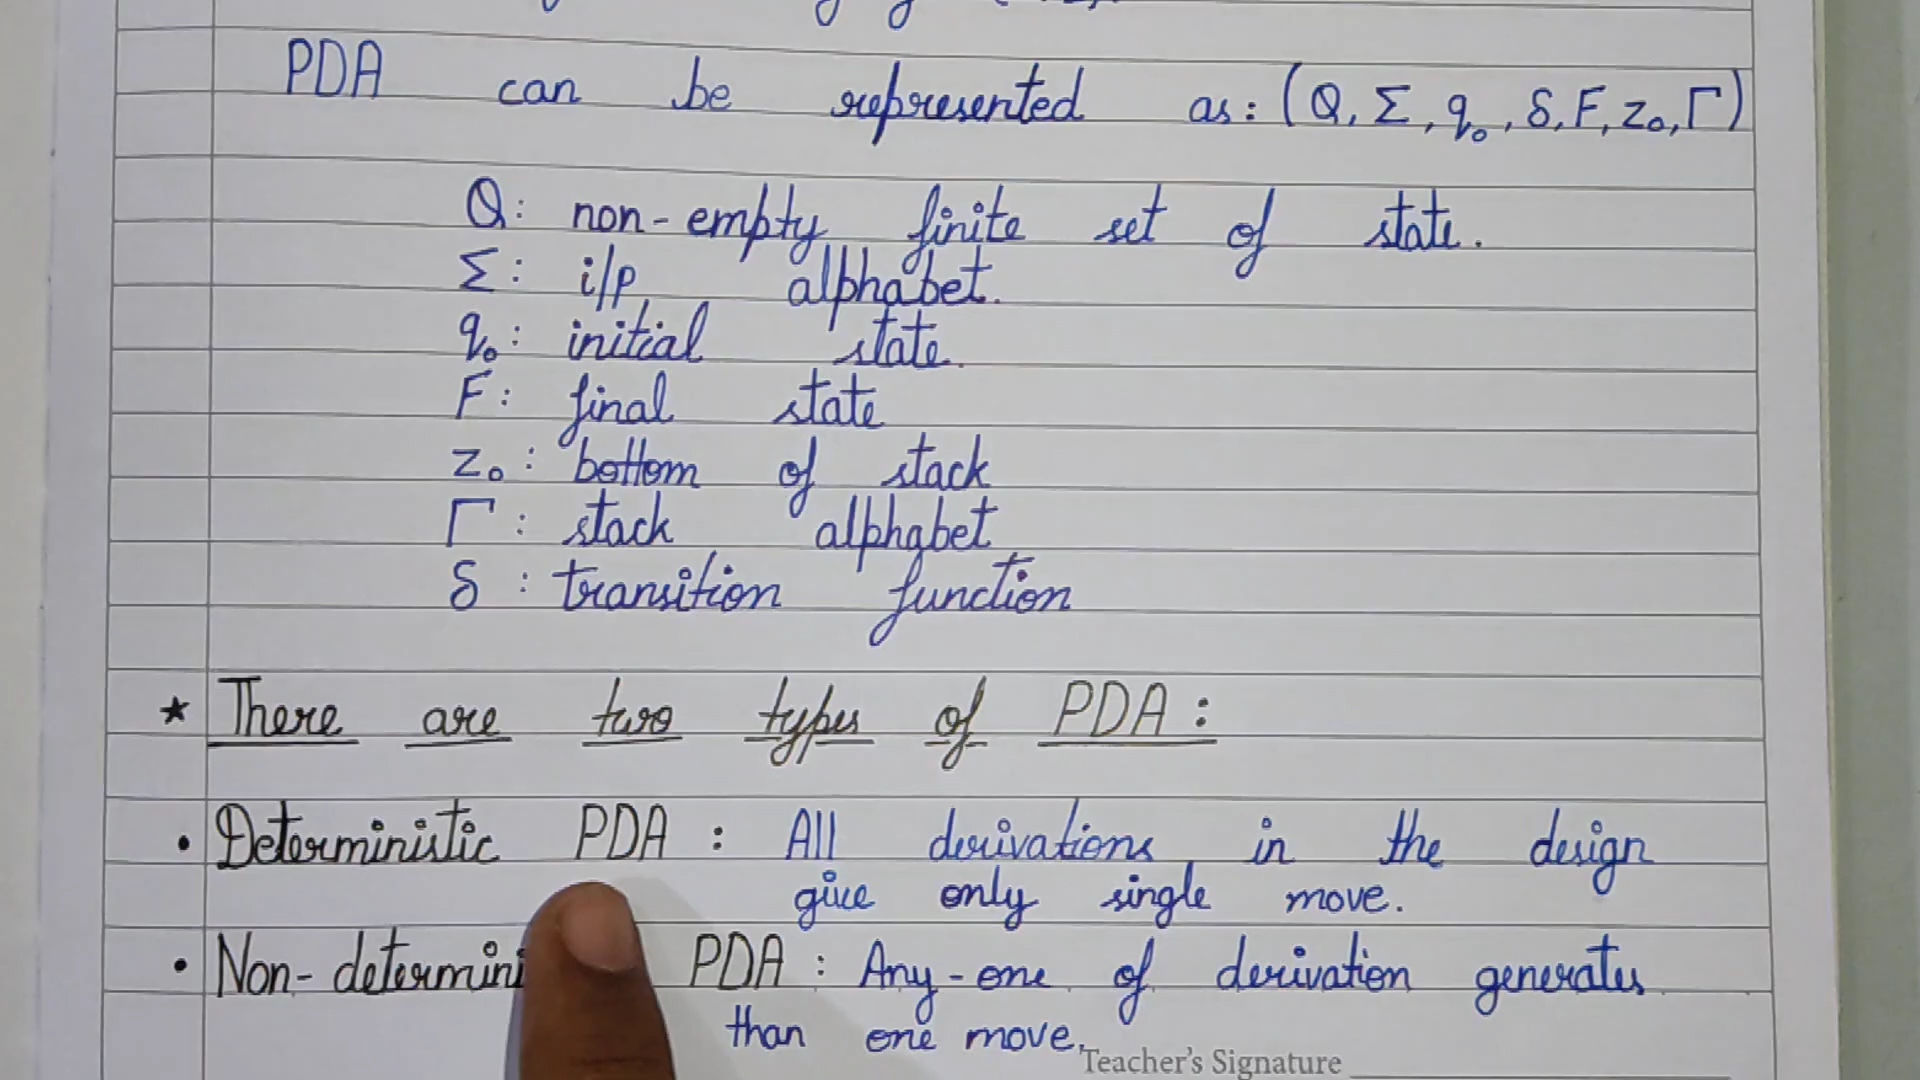 PDA can be represented as: (Q, Σ, q₀, δ, F, z₀, Γ)
Q: non-empty finite set of state.
Σ: i/p alphabet.
q₀: initial state.
F: final state
z₀: bottom of stack
Γ: stack alphabet
δ: transition function
★ There are two types of PDA:
• Deterministic PDA: All derivations in the design
give only single move.
• Non-determini PDA: Any-one of derivation generates
than one move.
Teacher's Signature